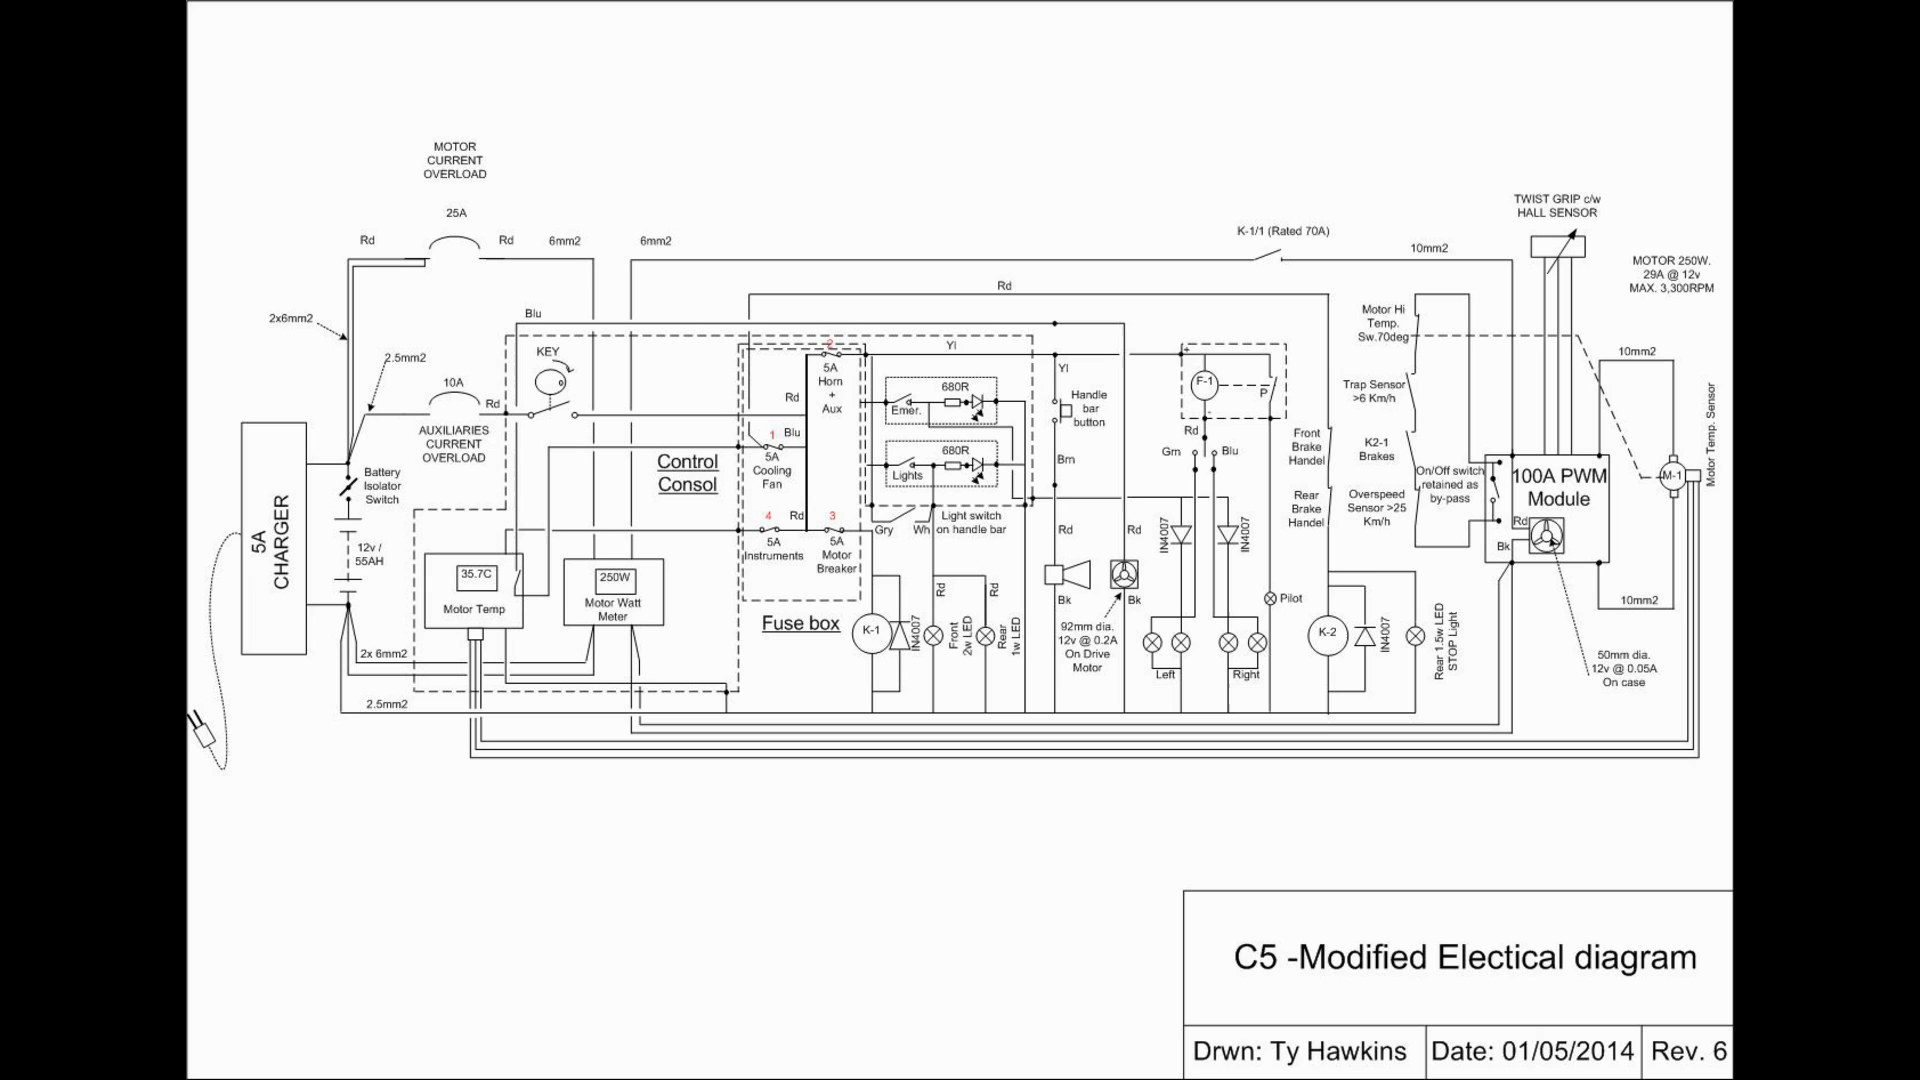 MOTOR
CURRENT
OVERLOAD
25A
Rd
Rd
6mm2
6mm2
K-1/1 (Rated 70A)
10mm2
TWIST GRIP c/w
HALL SENSOR
MOTOR 250W.
29A @ 12v
MAX. 3,300RPM
2x6mm2
Blu
Rd
Motor Hi
Temp.
Sw.70deg
2.5mm2
KEY
10A
Rd
AUXILIARIES
CURRENT
OVERLOAD
2
5A
Horn
+
Aux
Rd
1
Blu
5A
Cooling
Fan
Yl
680R
Emer.
680R
Lights
Yl
Handle
bar
button
Brn
+
F-1
P
-
Rd
Grn
Blu
Trap Sensor
>6 Km/h
K2-1
Brakes
Front
Brake
Handel
Rear
Brake
Handel
Overspeed
Sensor >25
Km/h
On/Off switch
retained as
by-pass
100A PWM
Module
Rd
Bk
10mm2
M-1
Motor Temp. Sensor
Control
Consol
5A
CHARGER
Battery
Isolator
Switch
12v /
55AH
4
Rd
3
5A
Instruments
5A
Motor
Breaker
Gry
Wh
Light switch
on handle bar
Rd
Rd
IN4007
IN4007
35.7C
Motor Temp
250W
Motor Watt
Meter
Fuse box
K-1
IN4007
Rd
Front
2w LED
Rd
Rear
1w LED
Bk
Bk
92mm dia.
12v @ 0.2A
On Drive
Motor
Left
Right
Pilot
K-2
IN4007
Rear 1.5w LED
STOP Light
10mm2
50mm dia.
12v @ 0.05A
On case
2x 6mm2
2.5mm2
C5 -Modified Electical diagram
Drwn: Ty Hawkins
Date: 01/05/2014
Rev. 6